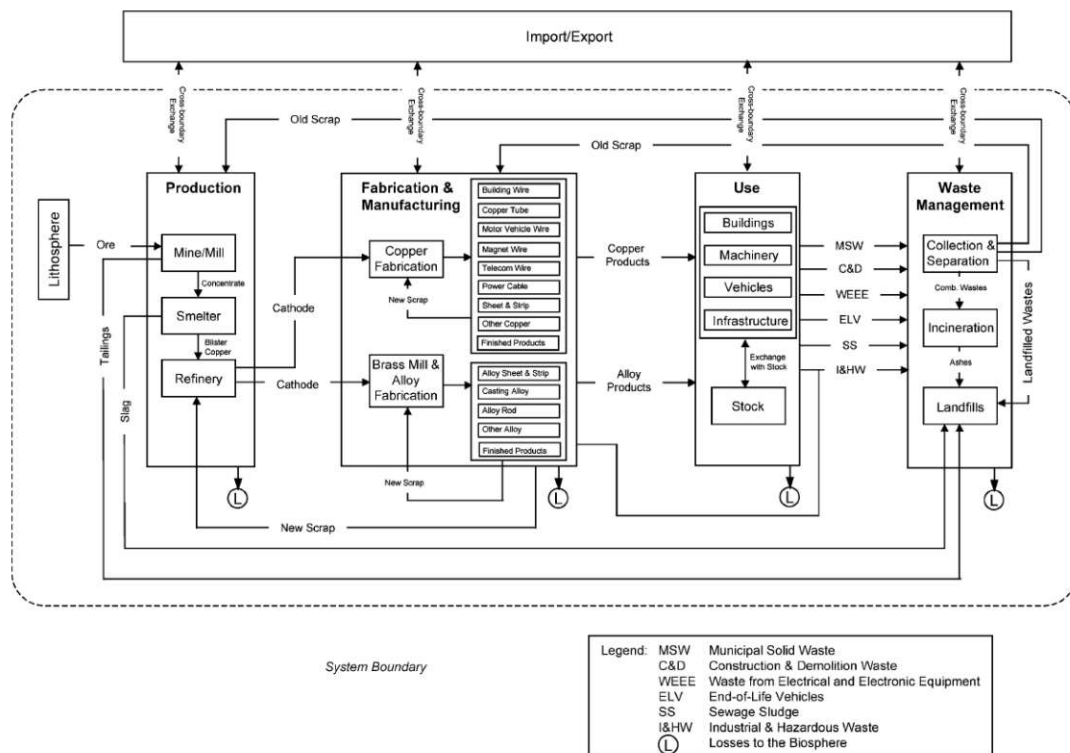 Import/Export
Cross-boundary
Exchange
Cross-boundary
Exchange
Cross-boundary
Exchange
Cross-boundary
Exchange
Old Scrap
Old Scrap
Lithosphere
Ore
Tailings
Slag
Production
Mine/Mill
Concentrate
Smelter
Blister
Copper
Refinery
Cathode
Cathode
New Scrap
Fabrication &
Manufacturing
Copper
Fabrication
New Scrap
Brass Mill &
Alloy
Fabrication
New Scrap
Building Wire
Copper Tube
Motor Vehicle Wire
Magnet Wire
Telecom Wire
Power Cable
Sheet & Strip
Other Copper
Finished Products
Alloy Sheet & Strip
Casting Alloy
Alloy Rod
Other Alloy
Finished Products
Copper
Products
Alloy
Products
Use
Buildings
Machinery
Vehicles
Infrastructure
Exchange
with Stock
Stock
MSW
C&D
WEEE
ELV
SS
I&HW
Waste
Management
Collection &
Separation
Comb. Wastes
Incineration
Ashes
Landfills
Landfilled Wastes
L
L
L
L
System Boundary
Legend: MSW Municipal Solid Waste
C&D Construction & Demolition Waste
WEEE Waste from Electrical and Electronic Equipment
ELV End-of-Life Vehicles
SS Sewage Sludge
I&HW Industrial & Hazardous Waste
L Losses to the Biosphere